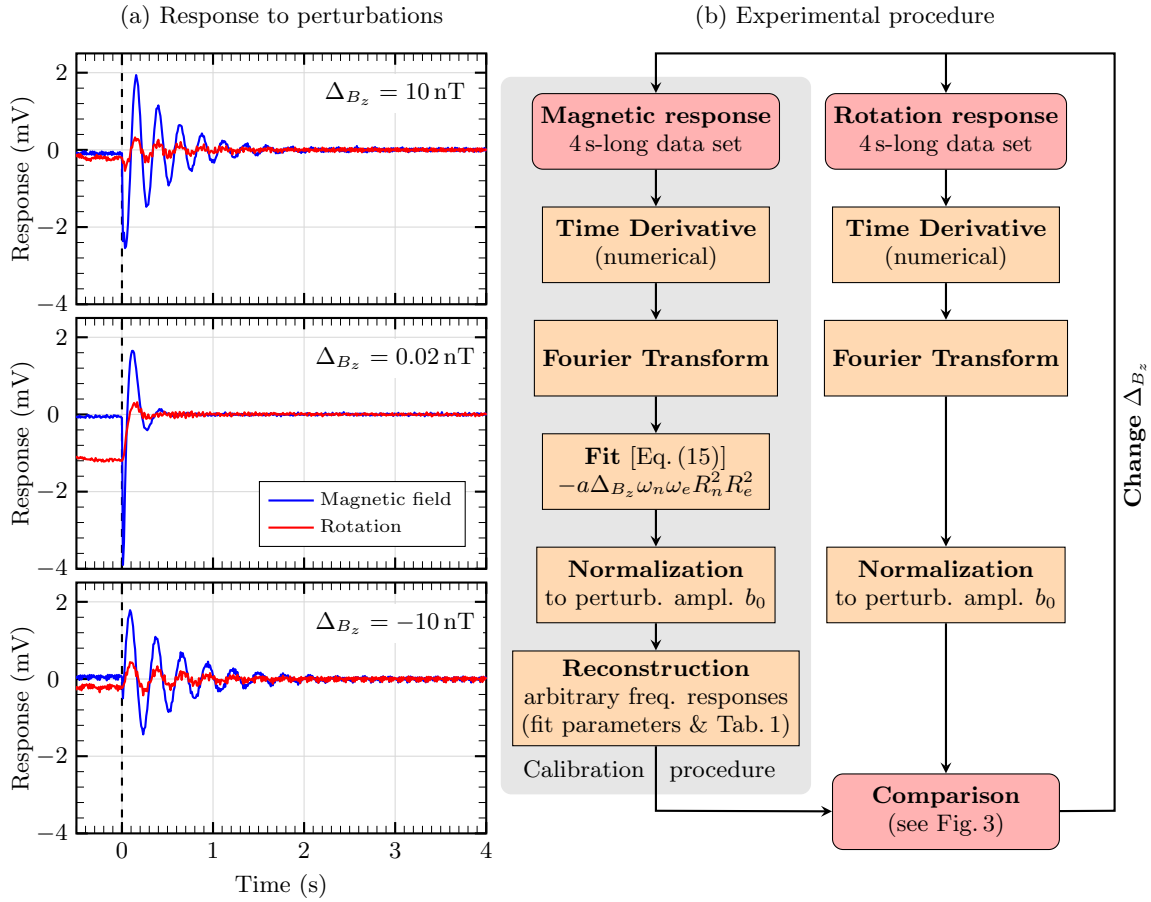 (a) Response to perturbations
2
0
−2
−4
Response (mV)
Δ_{B_z} = 10 nT
2
0
−2
−4
Response (mV)
Δ_{B_z} = 0.02 nT
Magnetic field
Rotation
2
0
−2
−4
Response (mV)
Δ_{B_z} = −10 nT
0 1 2 3 4
Time (s)
(b) Experimental procedure
Magnetic response
4 s-long data set
Time Derivative
(numerical)
Fourier Transform
Fit [Eq. (15)]
−aΔ_{B_z}ω_nω_eR_n^2R_e^2
Normalization
to perturb. ampl. b_0
Reconstruction
arbitrary freq. responses
(fit parameters & Tab. 1)
Calibration procedure
Rotation response
4 s-long data set
Time Derivative
(numerical)
Fourier Transform
Normalization
to perturb. ampl. b_0
Comparison
(see Fig. 3)
Change Δ_{B_z}